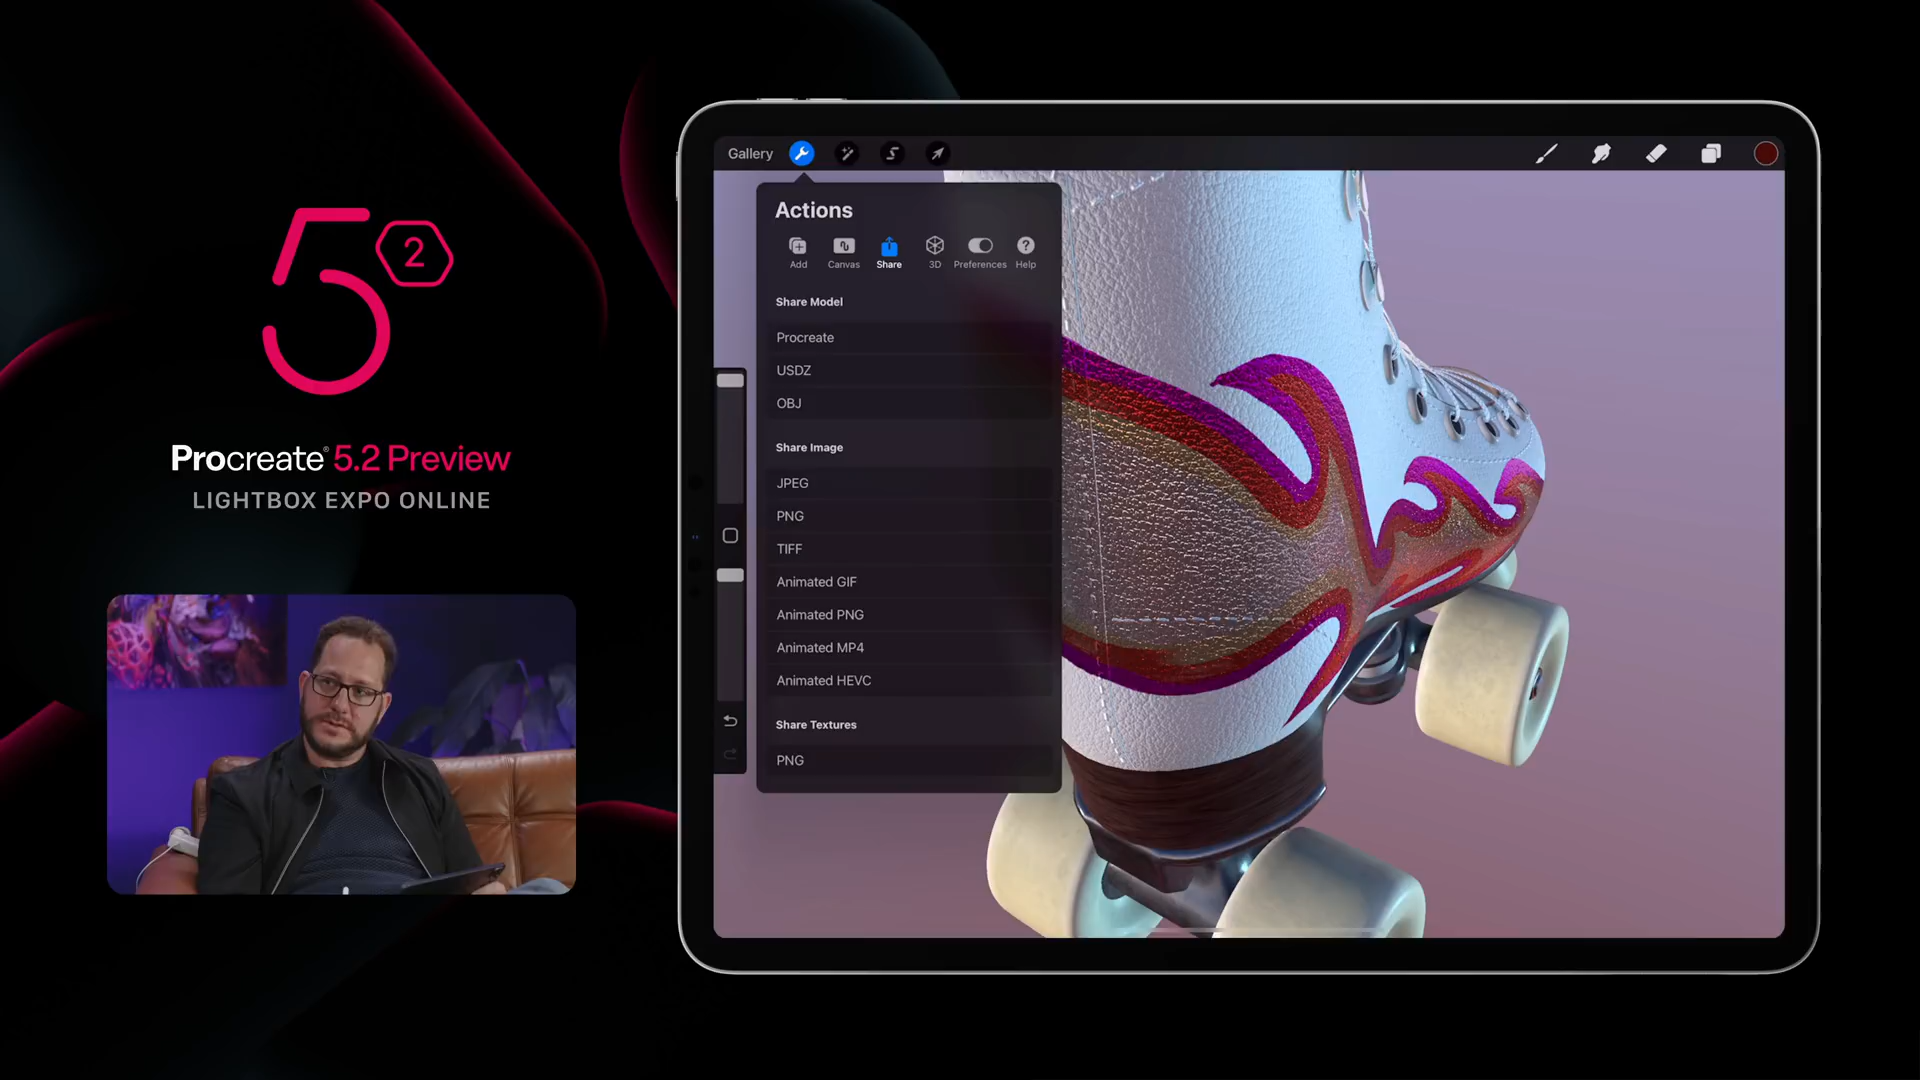 5 2
Procreate® 5.2 Preview
LIGHTBOX EXPO ONLINE
Gallery
Actions
Add Canvas Share 3D Preferences Help
Share Model
Procreate
USDZ
OBJ
Share Image
JPEG
PNG
TIFF
Animated GIF
Animated PNG
Animated MP4
Animated HEVC
Share Textures
PNG